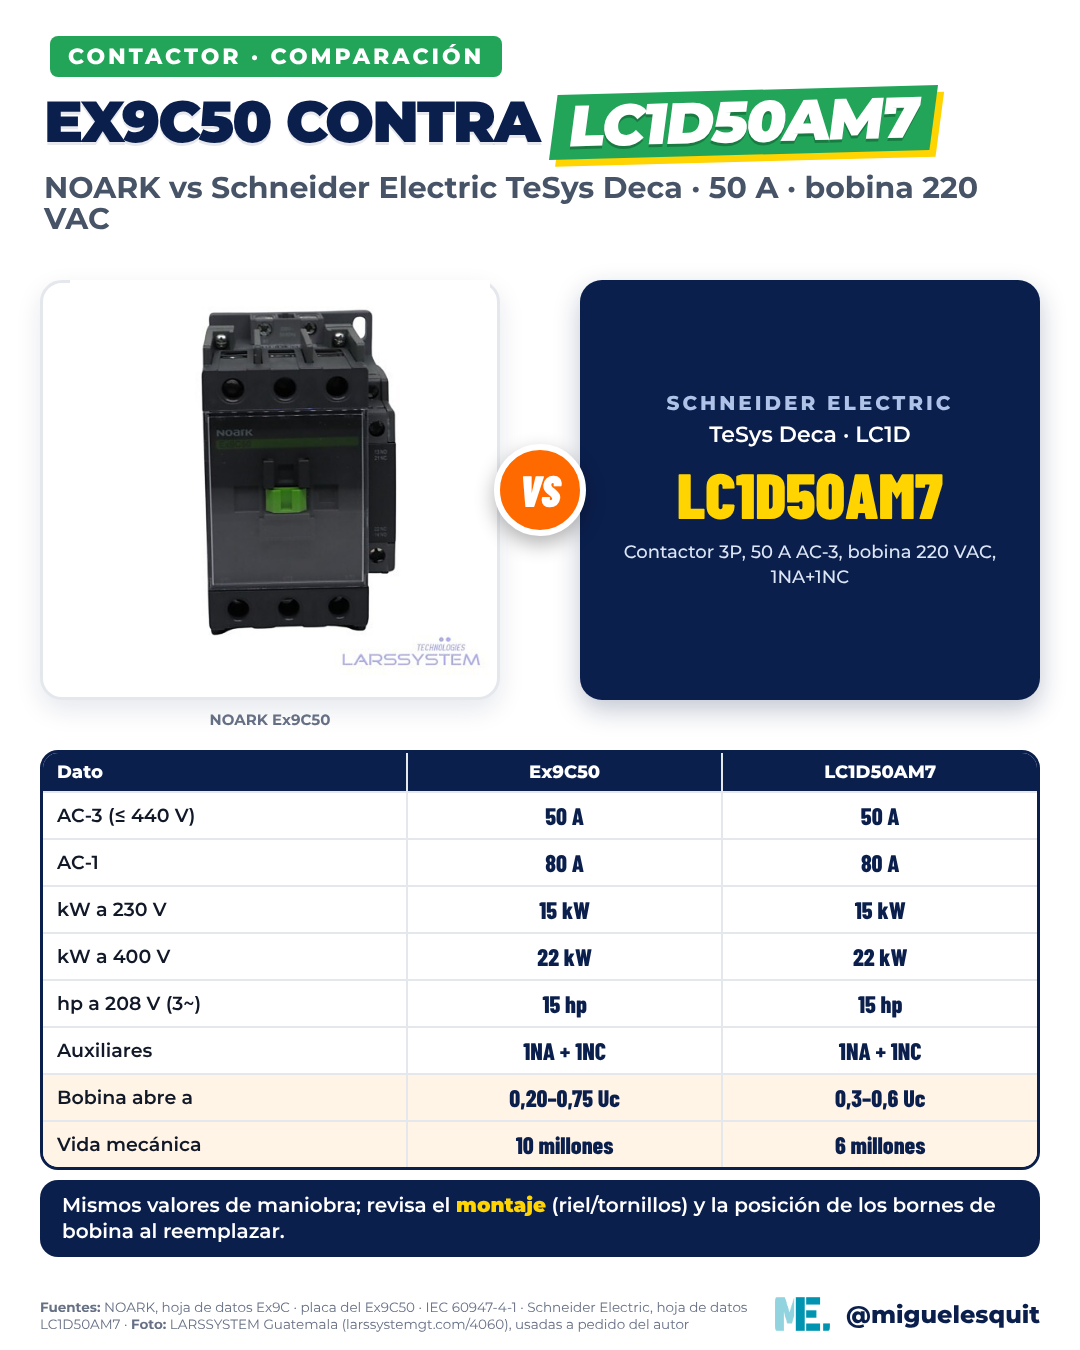 CONTACTOR · COMPARACIÓN
EX9C50 CONTRA LC1D50AM7
NOARK vs Schneider Electric TeSys Deca · 50 A · bobina 220
VAC
NOARK
TECHNOLOGIES
LARSSYSTEM
NOARK Ex9C50
VS
SCHNEIDER ELECTRIC
TeSys Deca · LC1D
LC1D50AM7
Contactor 3P, 50 A AC-3, bobina 220 VAC,
1NA+1NC
Dato Ex9C50 LC1D50AM7
AC-3 (≤ 440 V) 50 A 50 A
AC-1 80 A 80 A
kW a 230 V 15 kW 15 kW
kW a 400 V 22 kW 22 kW
hp a 208 V (3~) 15 hp 15 hp
Auxiliares 1NA + 1NC 1NA + 1NC
Bobina abre a 0,20–0,75 Uc 0,3–0,6 Uc
Vida mecánica 10 millones 6 millones
Mismos valores de maniobra; revisa el montaje (riel/tornillos) y la posición de los bornes de
bobina al reemplazar.
Fuentes: NOARK, hoja de datos Ex9C · placa del Ex9C50 · IEC 60947-4-1 · Schneider Electric, hoja de datos
LC1D50AM7 · Foto: LARSSYSTEM Guatemala (larssystemgt.com/4060), usadas a pedido del autor
ME.
@miguelesquit